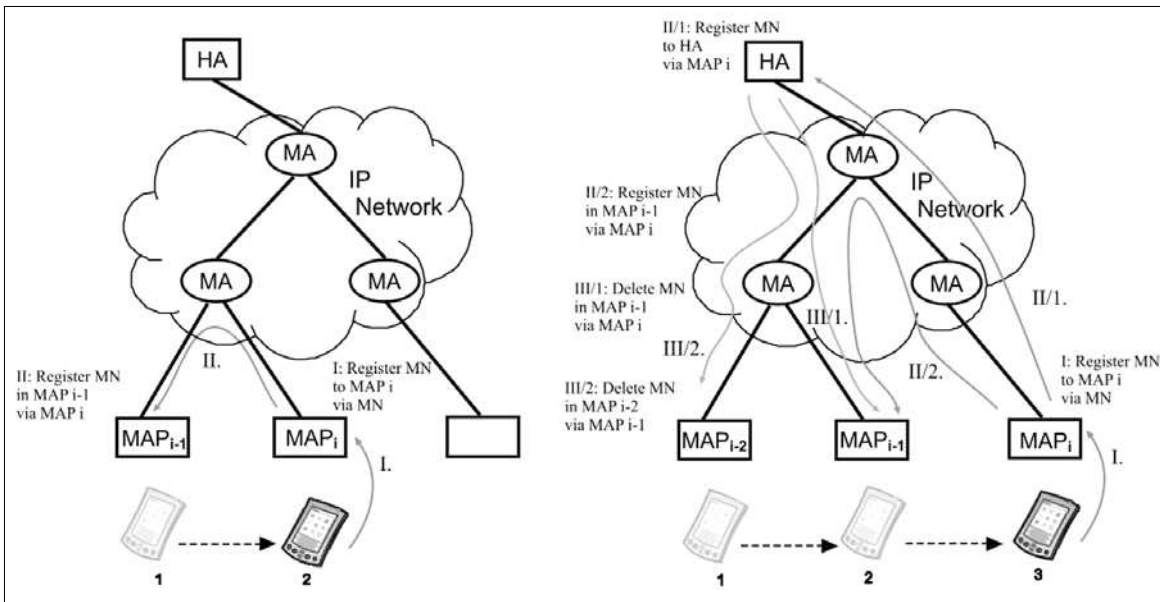 HA
MA
IP
Network
MA
MA
II.
II: Register MN
in MAP i-1
via MAP i
I: Register MN
to MAP i
via MN
MAPi-1
MAPi
I.
1
2
II/1: Register MN
to HA
via MAP i
HA
MA
IP
Network
II/2: Register MN
in MAP i-1
via MAP i
MA
MA
III/1: Delete MN
in MAP i-1
via MAP i
III/1.
II/1.
III/2.
II/2.
I: Register MN
to MAP i
via MN
III/2: Delete MN
in MAP i-2
via MAP i-1
MAPi-2
MAPi-1
MAPi
I.
1
2
3